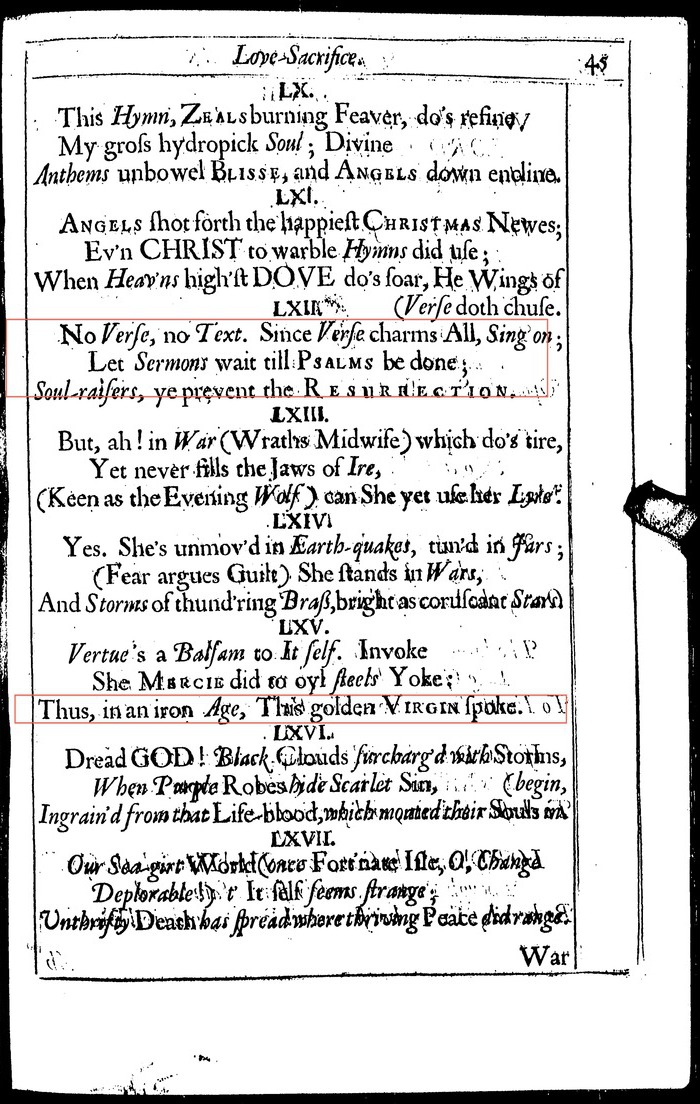 Love-Sacrifice.
45
LX.
This Hymn, ZEALS burning Feaver, do's refine
My groſs hydropick Soul; Divine
Anthems unbowel BLISSE, and ANGELS down encline.
LXI.
ANGELS ſhot forth the happieſt CHRISTMAS Newes;
Ev'n CHRIST to warble Hymns did uſe;
When Heav'ns high'ſt DOVE do's ſoar, He Wings of
LXII. (Verſe doth chuſe.
No Verſe, no Text. Since Verſe charms All, Sing on;
Let Sermons wait till PSALMS be done;
Soul-raiſers, ye prevent the RESURRECTION.
LXIII.
But, ah! in War (Wraths Midwife) which do's tire,
Yet never fills the Jaws of Ire,
(Keen as the Evening Wolf) can She yet uſe her Lyre?
LXIV.
Yes. She's unmov'd in Earth-quakes, tun'd in Jars;
(Fear argues Guilt) She ſtands in Wars,
And Storms of thund'ring Braß, bright as coruſcant Stars.
LXV.
Vertue's a Balſam to It ſelf. Invoke
She MERCIE did to oyl ſteels Yoke;
Thus, in an iron Age, This golden VIRGIN ſpoke.
LXVI.
Dread GOD! Black Clouds ſurcharg'd with Storms,
When Purple Robes hide Scarlet Sin, (begin,
Ingrain'd from that Life-blood, which moated their Souls in.
LXVII.
Our Sea-girt World (once Fortunate Iſle, O, Change
Deplorable!) t' It ſelf ſeems ſtrange;
Unthrifty Death has ſpread where thriving Peace did range.
War